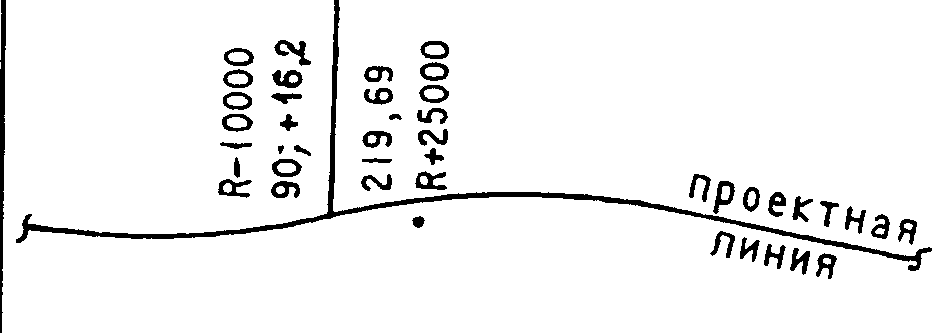 R-10000
90; +16,2
219,69
R+25000
проектная
линия